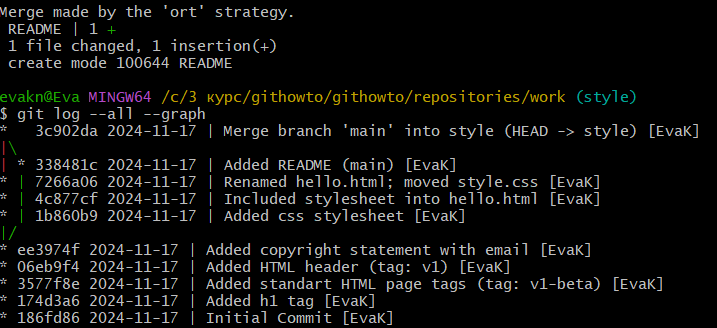 Merge made by the 'ort' strategy.
 README | 1 +
 1 file changed, 1 insertion(+)
 create mode 100644 README

evakn@Eva MINGW64 /c/3 курс/githowto/githowto/repositories/work (style)
$ git log --all --graph
*   3c902da 2024-11-17 | Merge branch 'main' into style (HEAD -> style) [EvaK]
|\
| * 338481c 2024-11-17 | Added README (main) [EvaK]
* | 7266a06 2024-11-17 | Renamed hello.html; moved style.css [EvaK]
* | 4c877cf 2024-11-17 | Included stylesheet into hello.html [EvaK]
* | 1b860b9 2024-11-17 | Added css stylesheet [EvaK]
|/
* ee3974f 2024-11-17 | Added copyright statement with email [EvaK]
* 06eb9f4 2024-11-17 | Added HTML header (tag: v1) [EvaK]
* 3577f8e 2024-11-17 | Added standart HTML page tags (tag: v1-beta) [EvaK]
* 174d3a6 2024-11-17 | Added h1 tag [EvaK]
* 186fd86 2024-11-17 | Initial Commit [EvaK]